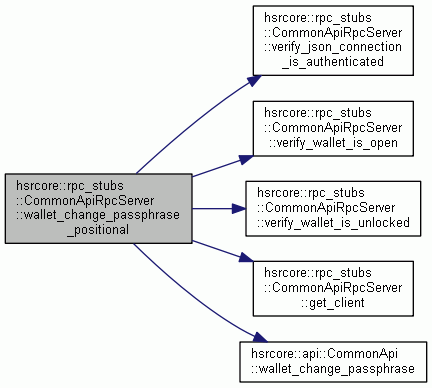 hsrcore::rpc_stubs
::CommonApiRpcServer
::verify_json_connection
_is_authenticated
hsrcore::rpc_stubs
::CommonApiRpcServer
::verify_wallet_is_open
hsrcore::rpc_stubs
::CommonApiRpcServer
::wallet_change_passphrase
_positional
hsrcore::rpc_stubs
::CommonApiRpcServer
::verify_wallet_is_unlocked
hsrcore::rpc_stubs
::CommonApiRpcServer
::get_client
hsrcore::api::CommonApi
::wallet_change_passphrase